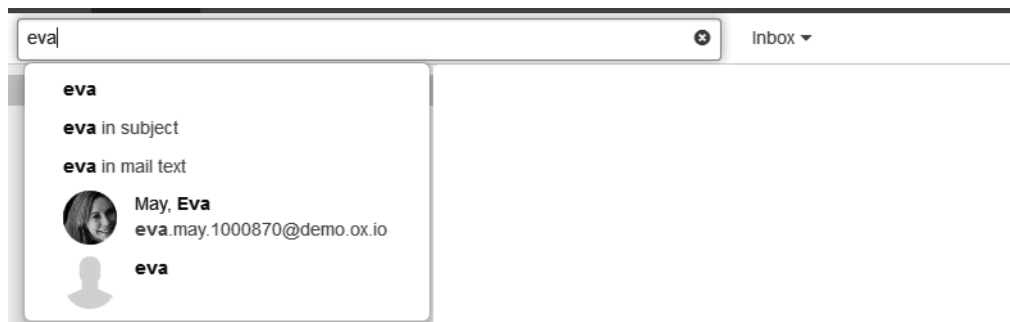 eva
Inbox
eva
eva in subject
eva in mail text
May, Eva
eva.may.1000870@demo.ox.io
eva